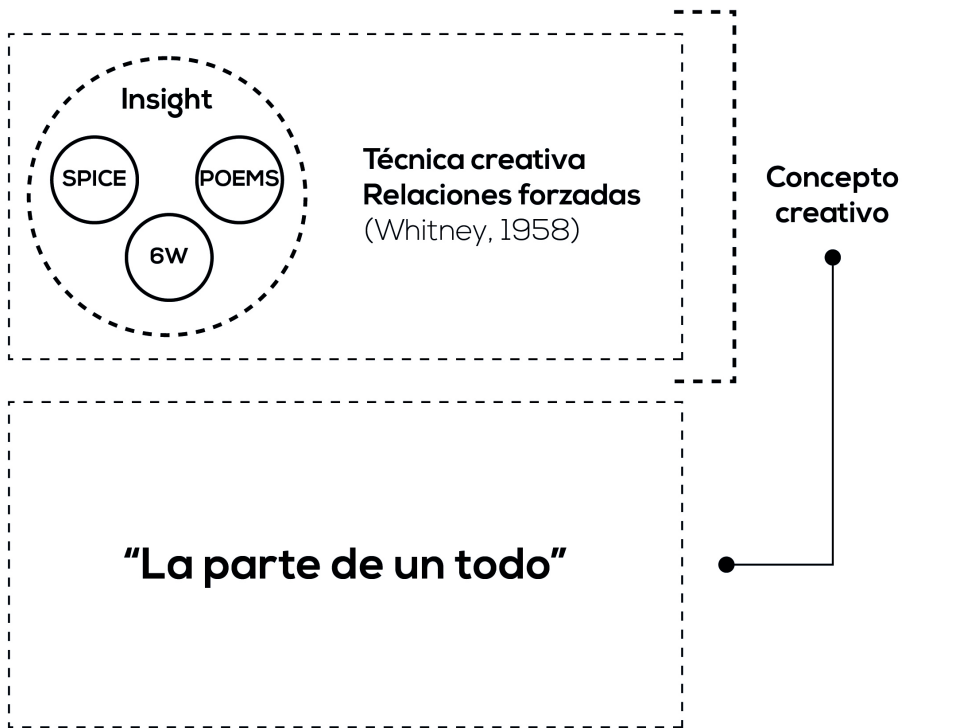 Insight
SPICE
POEMS
6W
Técnica creativa
Relaciones forzadas
(Whitney, 1958)
Concepto
creativo
“La parte de un todo”